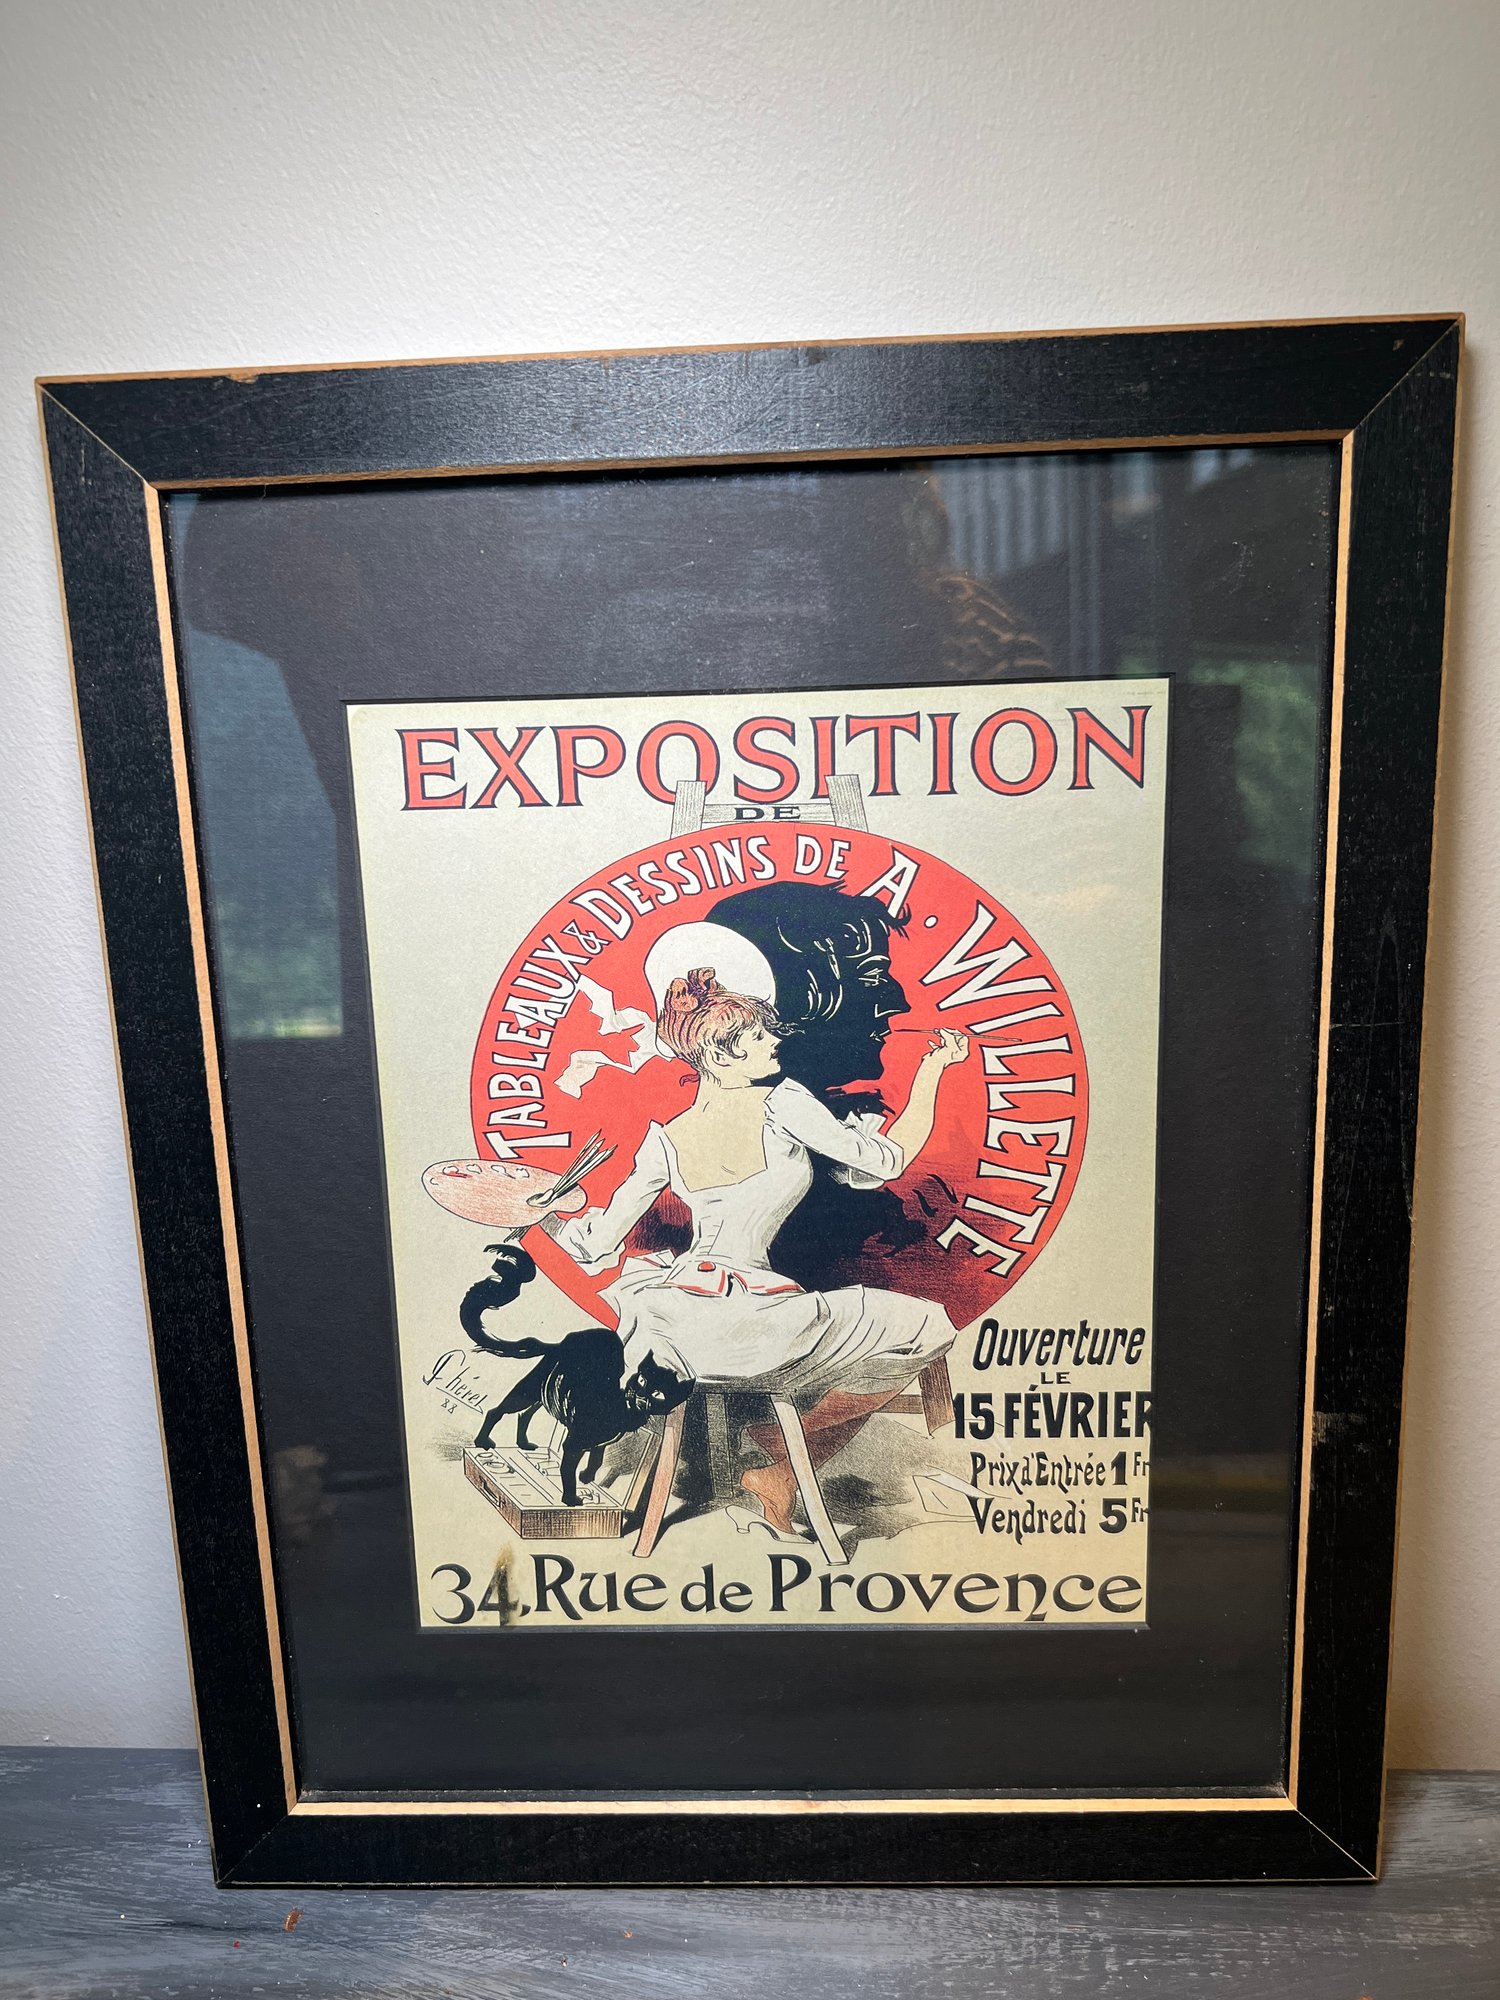 EXPOSITION
DE
TABLEAUX & DESSINS DE A. WILLETTE
Ouverture
LE
15 FÉVRIER
Prix d'Entrée 1 Fr
Vendredi 5 Fr
J Chéret
88
34, Rue de Provence